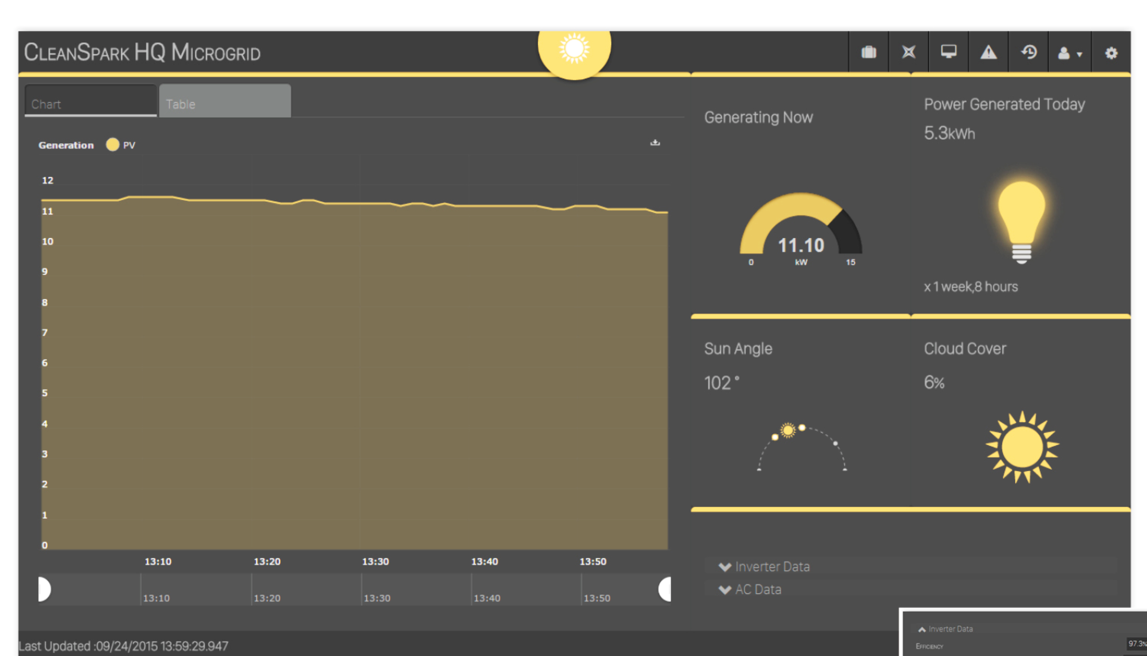 CleanSpark HQ Microgrid
Chart
Table
Generation PV
12
11
10
9
8
7
6
5
4
3
2
1
0
13:10 13:20 13:30 13:40 13:50
13:10 13:20 13:30 13:40 13:50
Last Updated :09/24/2015 13:59:29.947
Generating Now
11.10
kW
0 15
Power Generated Today
5.3kWh
x 1 week,8 hours
Sun Angle
102 °
Cloud Cover
6%
Inverter Data
AC Data
Inverter Data
Efficiency
97.3%